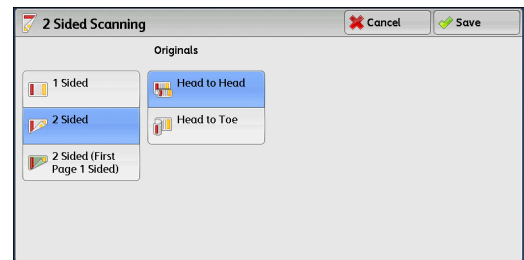 2 Sided Scanning
Cancel
Save
Originals
1 Sided
Head to Head
2 Sided
Head to Toe
2 Sided (First
Page 1 Sided)